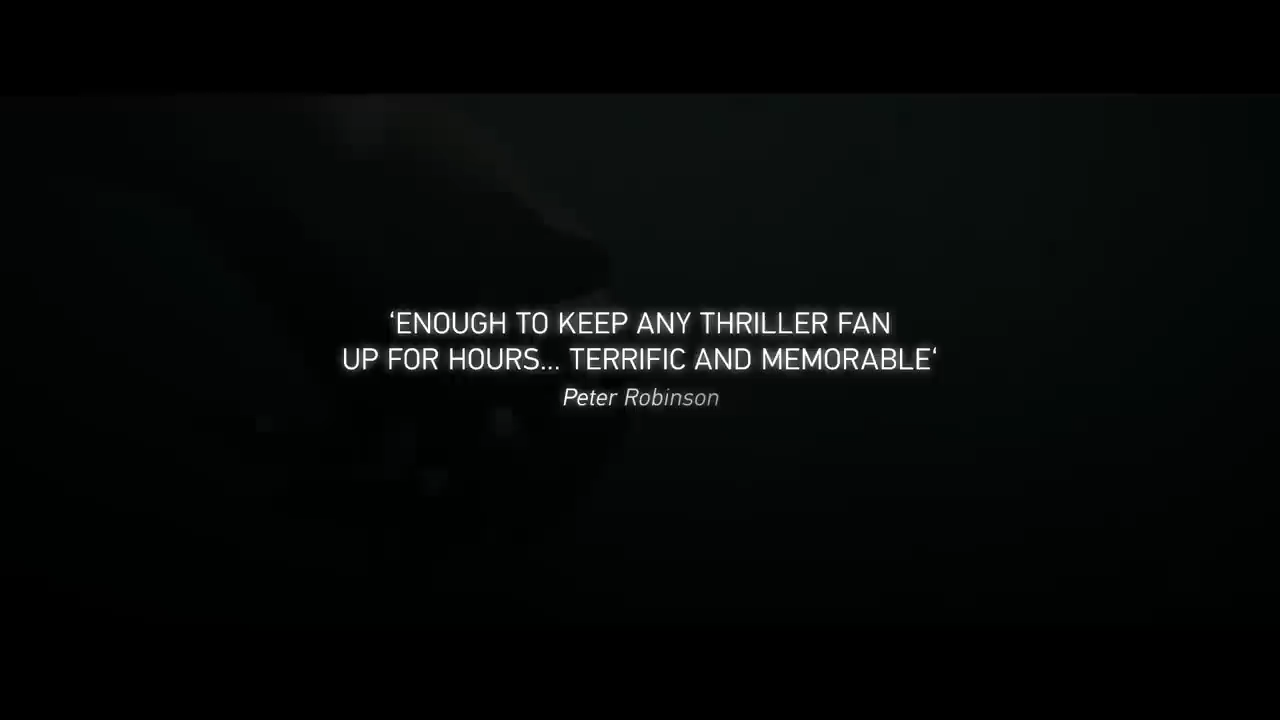 ‘ENOUGH TO KEEP ANY THRILLER FAN
UP FOR HOURS... TERRIFIC AND MEMORABLE‘
Peter Robinson